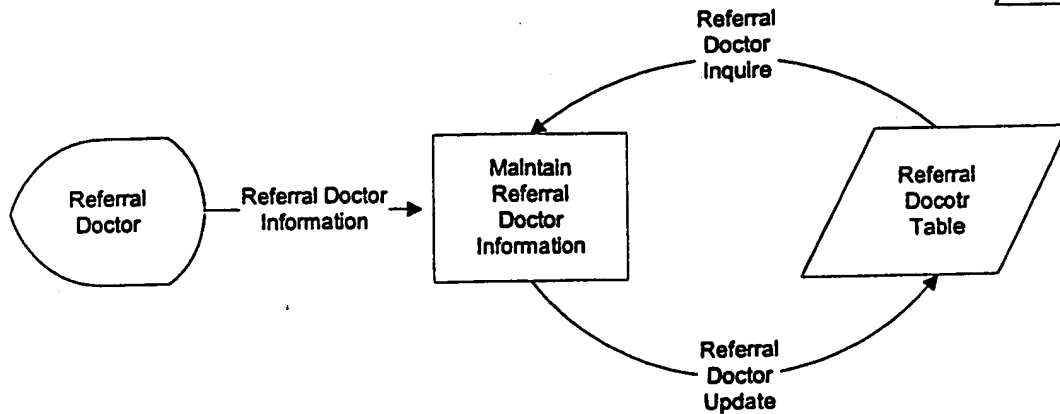 Referral
Doctor
Inquire
Referral
Doctor
Referral Doctor
Information
Maintain
Referral
Doctor
Information
Referral
Docotr
Table
Referral
Doctor
Update